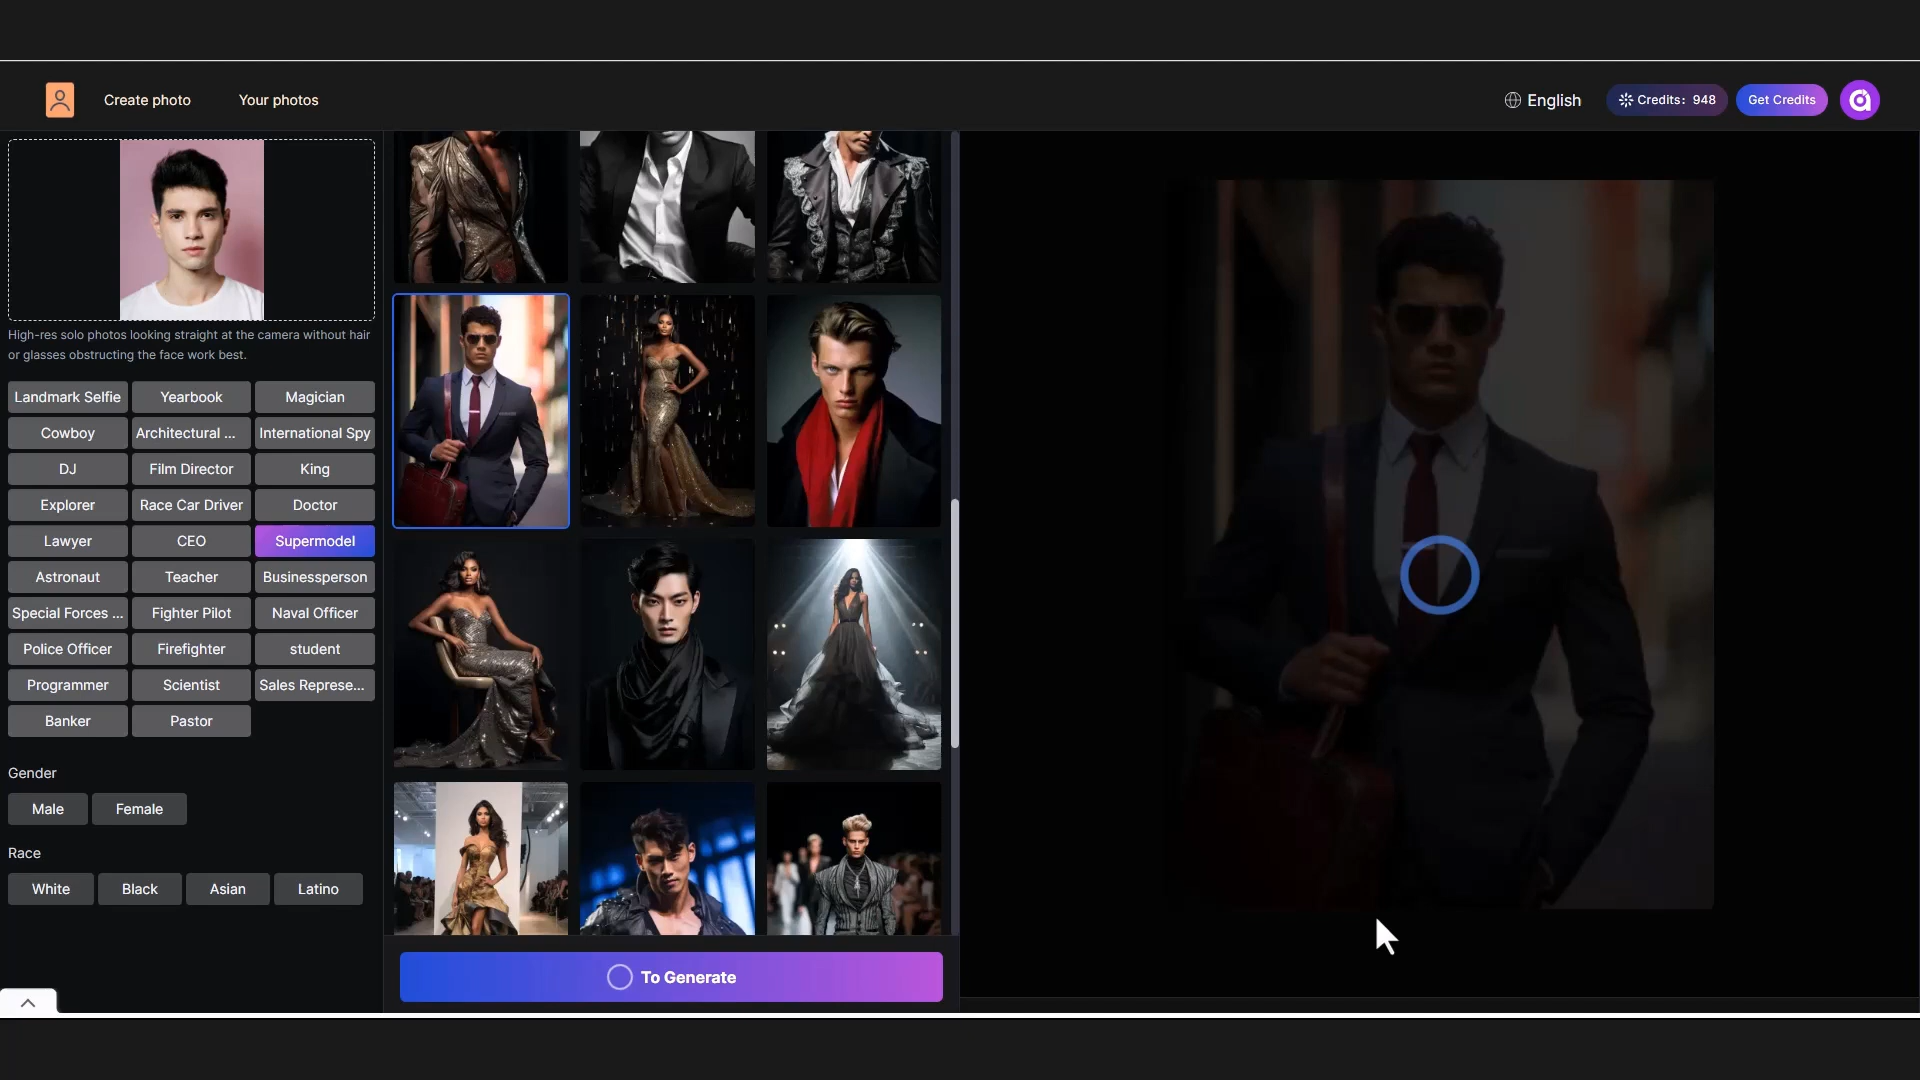 Create photo
Your photos
English
Credits: 948
Get Credits
High-res solo photos looking straight at the camera without hair
or glasses obstructing the face work best.
Landmark Selfie
Yearbook
Magician
Cowboy
Architectural ...
International Spy
DJ
Film Director
King
Explorer
Race Car Driver
Doctor
Lawyer
CEO
Supermodel
Astronaut
Teacher
Businessperson
Special Forces ...
Fighter Pilot
Naval Officer
Police Officer
Firefighter
student
Programmer
Scientist
Sales Represe...
Banker
Pastor
Gender
Male
Female
Race
White
Black
Asian
Latino
To Generate